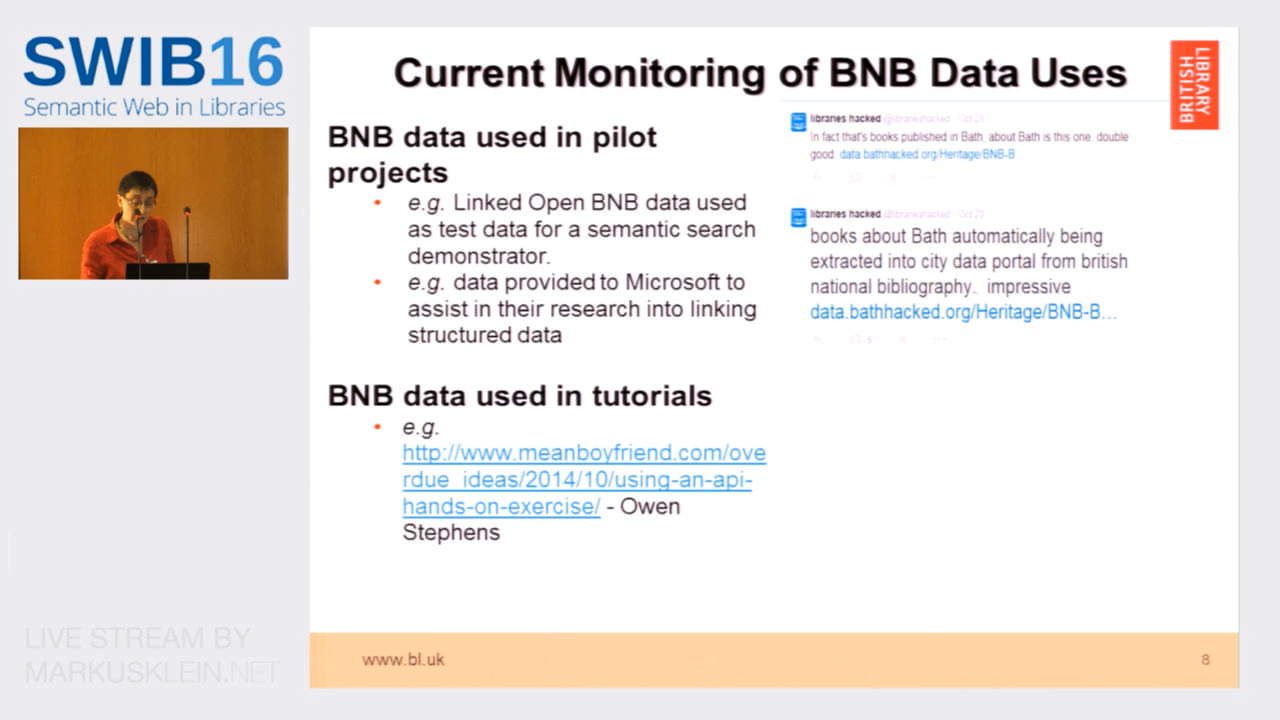 SWIB16
Semantic Web in Libraries
Current Monitoring of BNB Data Uses
LIBRARY
BRITISH
BNB data used in pilot
projects
• e.g. Linked Open BNB data used
as test data for a semantic search
demonstrator.
• e.g. data provided to Microsoft to
assist in their research into linking
structured data
BNB data used in tutorials
• e.g.
http://www.meanboyfriend.com/ove
rdue_ideas/2014/10/using-an-api-
hands-on-exercise/ - Owen
Stephens
libraries hacked @librarieshacked · Oct 28
In fact that's books published in Bath, about Bath is this one. double
good. data.bathhacked.org/Heritage/BNB-B
libraries hacked @librarieshacked · Oct 28
books about Bath automatically being
extracted into city data portal from british
national bibliography. impressive
data.bathhacked.org/Heritage/BNB-B...
www.bl.uk
8
LIVE STREAM BY
MARKUSKLEIN.NET